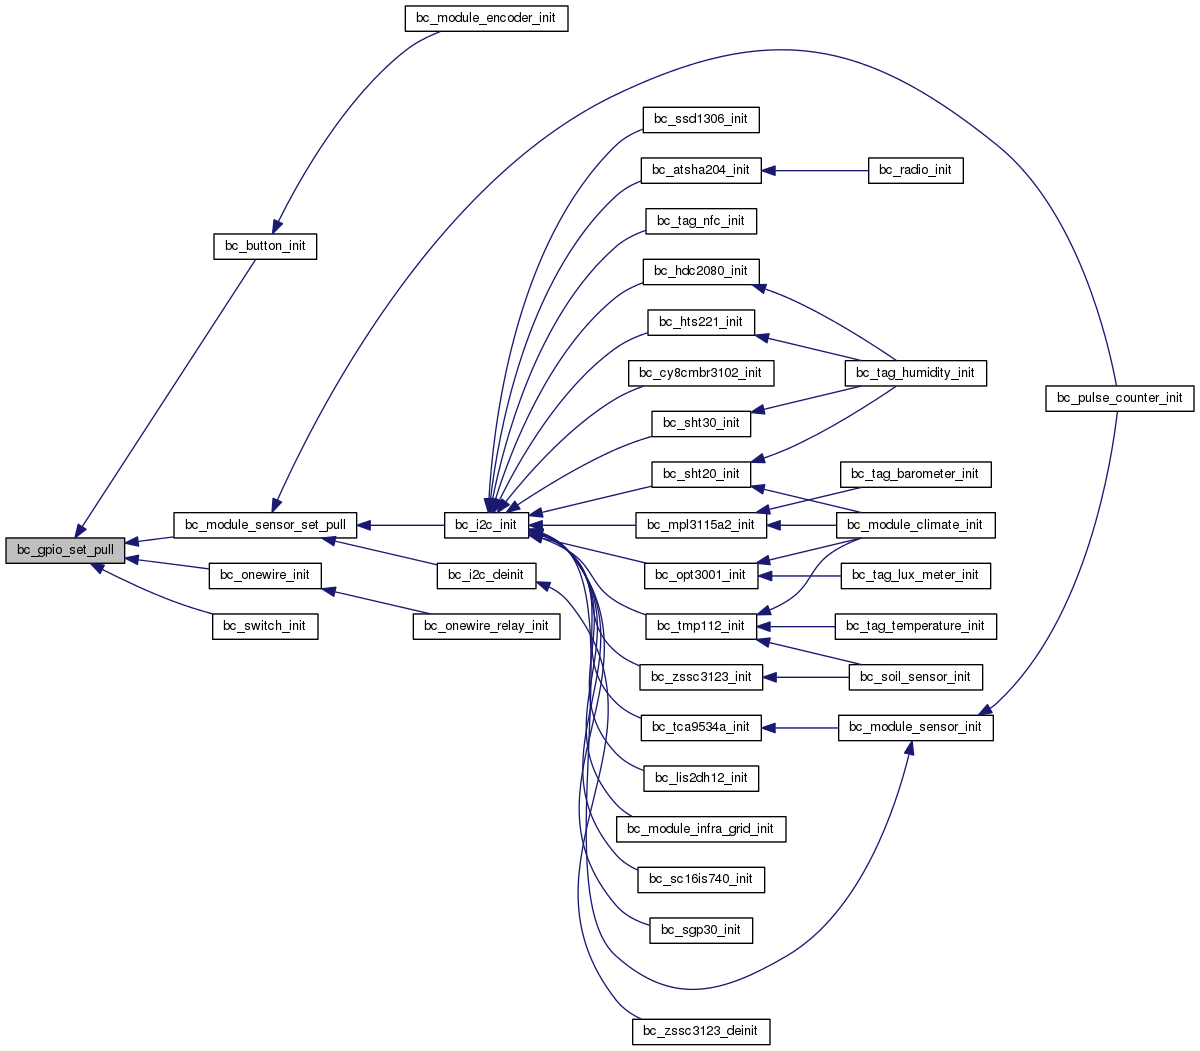 bc_module_encoder_init
bc_ssd1306_init
bc_atsha204_init
bc_radio_init
bc_tag_nfc_init
bc_button_init
bc_hdc2080_init
bc_hts221_init
bc_cy8cmbr3102_init
bc_tag_humidity_init
bc_pulse_counter_init
bc_sht30_init
bc_sht20_init
bc_tag_barometer_init
bc_module_sensor_set_pull
bc_i2c_init
bc_mpl3115a2_init
bc_module_climate_init
bc_gpio_set_pull
bc_onewire_init
bc_i2c_deinit
bc_opt3001_init
bc_tag_lux_meter_init
bc_switch_init
bc_onewire_relay_init
bc_tmp112_init
bc_tag_temperature_init
bc_zssc3123_init
bc_soil_sensor_init
bc_tca9534a_init
bc_module_sensor_init
bc_lis2dh12_init
bc_module_infra_grid_init
bc_sc16is740_init
bc_sgp30_init
bc_zssc3123_deinit